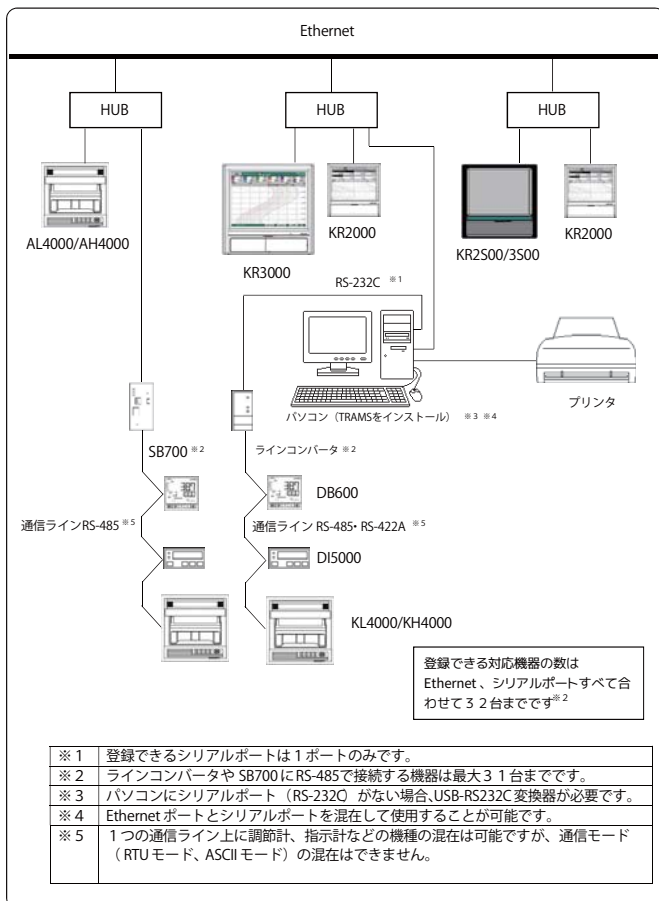 Ethernet
HUB
HUB
HUB
AL4000/AH4000
KR3000
KR2000
KR2S00/3S00
KR2000
RS-232C ※1
パソコン（TRAMSをインストール） ※3 ※4
プリンタ
SB700 ※2
ラインコンバータ ※2
DB600
通信ラインRS-485 ※5
通信ライン RS-485・RS-422A ※5
DI5000
KL4000/KH4000
登録できる対応機器の数は
Ethernet 、シリアルポートすべて合
わせて３２台までです※2
※1 登録できるシリアルポートは１ポートのみです。
※2 ラインコンバータや SB700 に RS-485で接続する機器は最大３１台までです。
※3 パソコンにシリアルポート（RS-232C）がない場合、USB-RS232C 変換器が必要です。
※4 Ethernet ポートとシリアルポートを混在して使用することが可能です。
※5 １つの通信ライン上に調節計、指示計などの機種の混在は可能ですが、通信モード
（RTU モード、ASCII モード）の混在はできません。